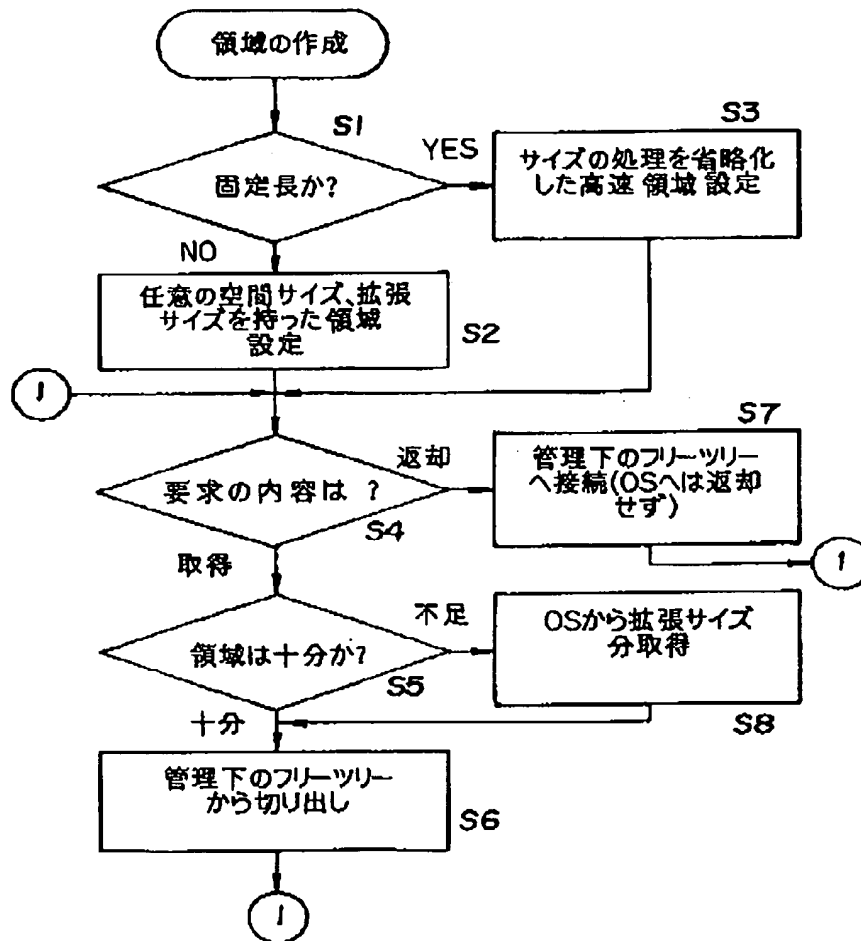 領域の作成
S1
固定長か?
YES
S3
サイズの処理を省略化
した高速領域設定
NO
任意の空間サイズ、拡張
サイズを持った領域
設定
S2
1
要求の内容は?
返却
S4
S7
管理下のフリーツリー
へ接続(OSへは返却
せず)
1
取得
領域は十分か?
不足
S5
OSから拡張サイズ
分取得
S8
十分
管理下のフリーツリー
から切り出し
S6
1